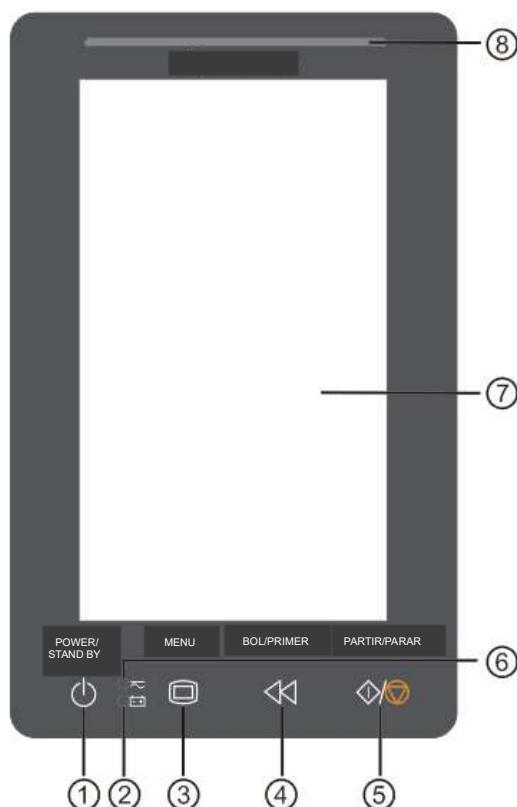 ⑧
⑦
POWER/
STAND BY
MENU
BOL/PRIMER
PARTIR/PARAR
⑥
① ② ③ ④ ⑤